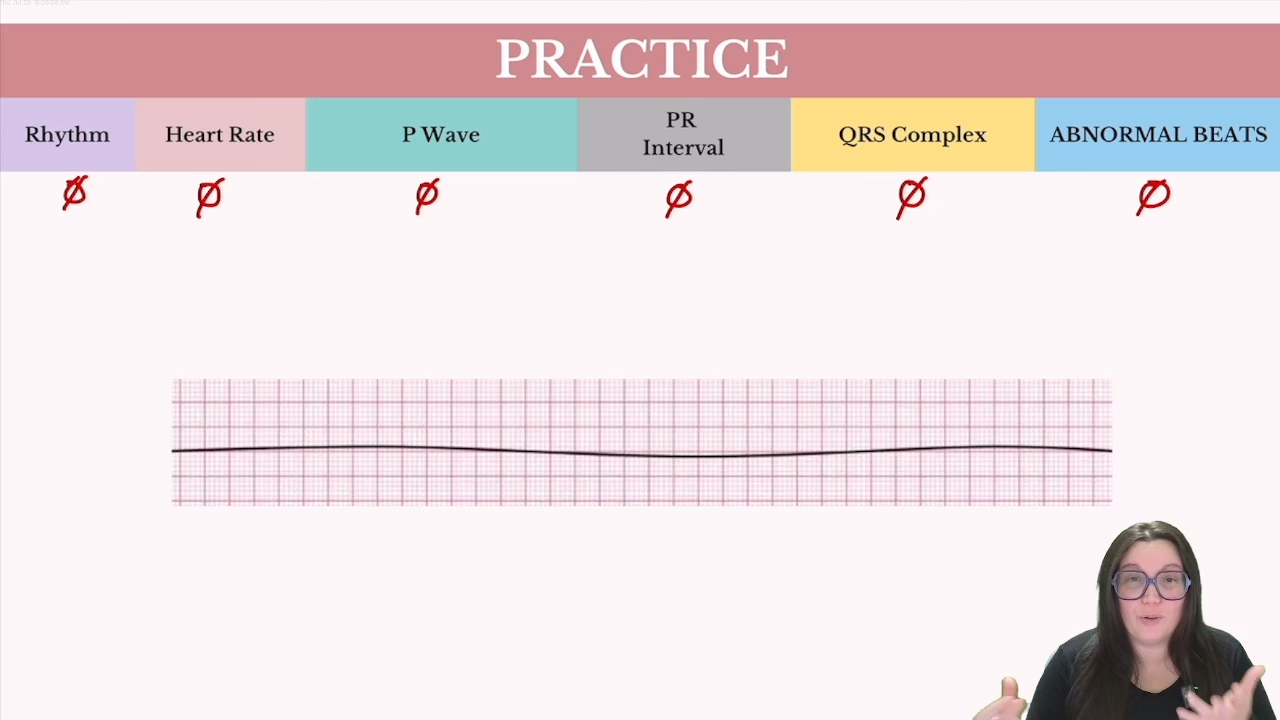 PRACTICE
Rhythm
Heart Rate
P Wave
PR
Interval
QRS Complex
ABNORMAL BEATS
Ø Ø Ø Ø Ø Ø